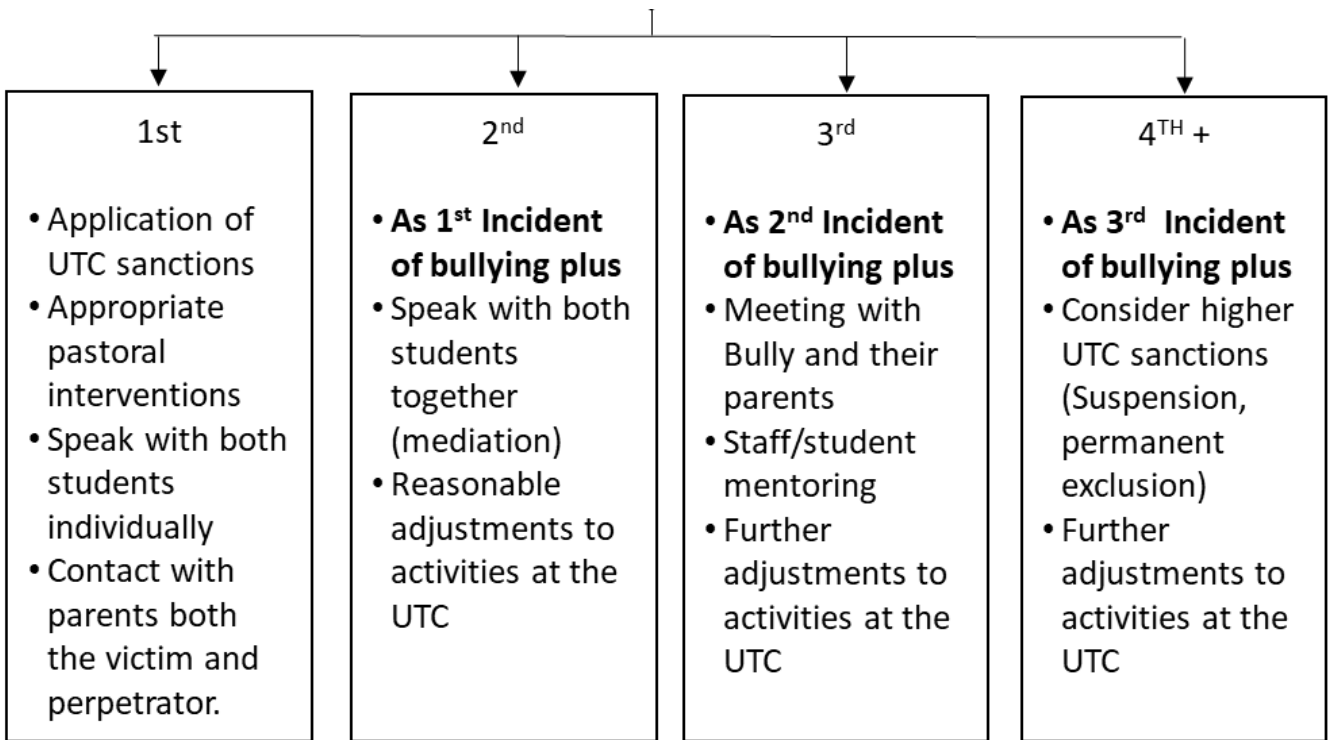 1st
• Application of
UTC sanctions
• Appropriate
pastoral
interventions
• Speak with both
students
individually
• Contact with
parents both
the victim and
perpetrator.
2nd
• As 1st Incident
of bullying plus
• Speak with both
students
together
(mediation)
• Reasonable
adjustments to
activities at the
UTC
3rd
• As 2nd Incident
of bullying plus
• Meeting with
Bully and their
parents
• Staff/student
mentoring
• Further
adjustments to
activities at the
UTC
4TH +
• As 3rd Incident
of bullying plus
• Consider higher
UTC sanctions
(Suspension,
permanent
exclusion)
• Further
adjustments to
activities at the
UTC